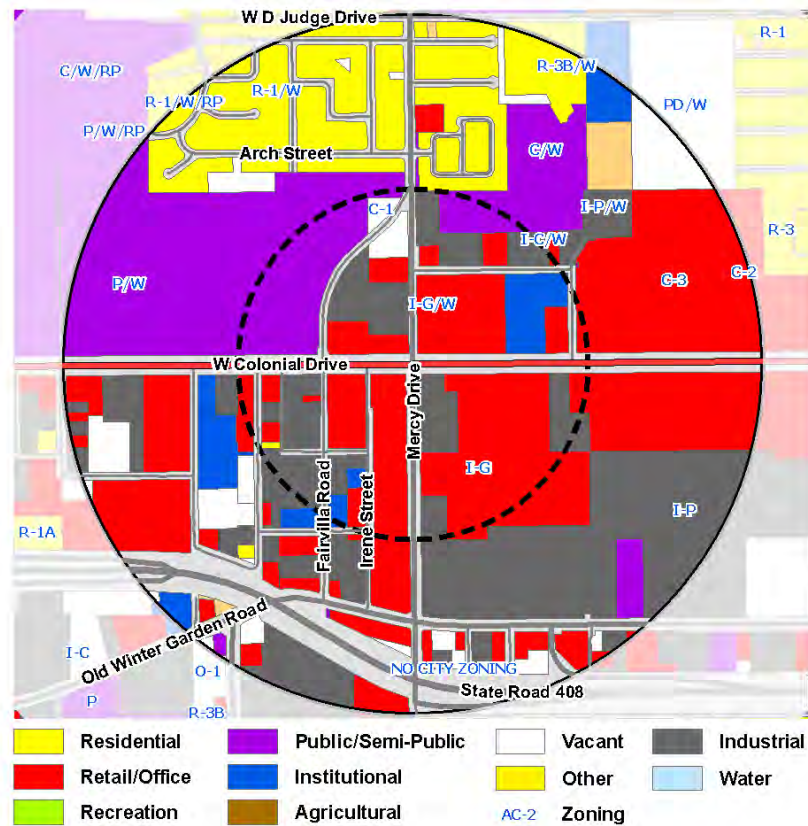 W D Judge Drive
R-1
C/W/RP
R-3B/W
R-1/W/RP
R-1/W
PD/W
P/W/RP
Arch Street
C/W
I-P/W
C-1
R-3
I-C/W
P/W
C-3
C-2
I-G/W
W Colonial Drive
Mercy Drive
I-G
Fairvilla Road
Irene Street
I-P
R-1A
Old Winter Garden Road
I-C
O-1
NO CITY ZONING
P
State Road 408
R-3B
Residential
Public/Semi-Public
Vacant
Industrial
Retail/Office
Institutional
Other
Water
Recreation
Agricultural
AC-2 Zoning